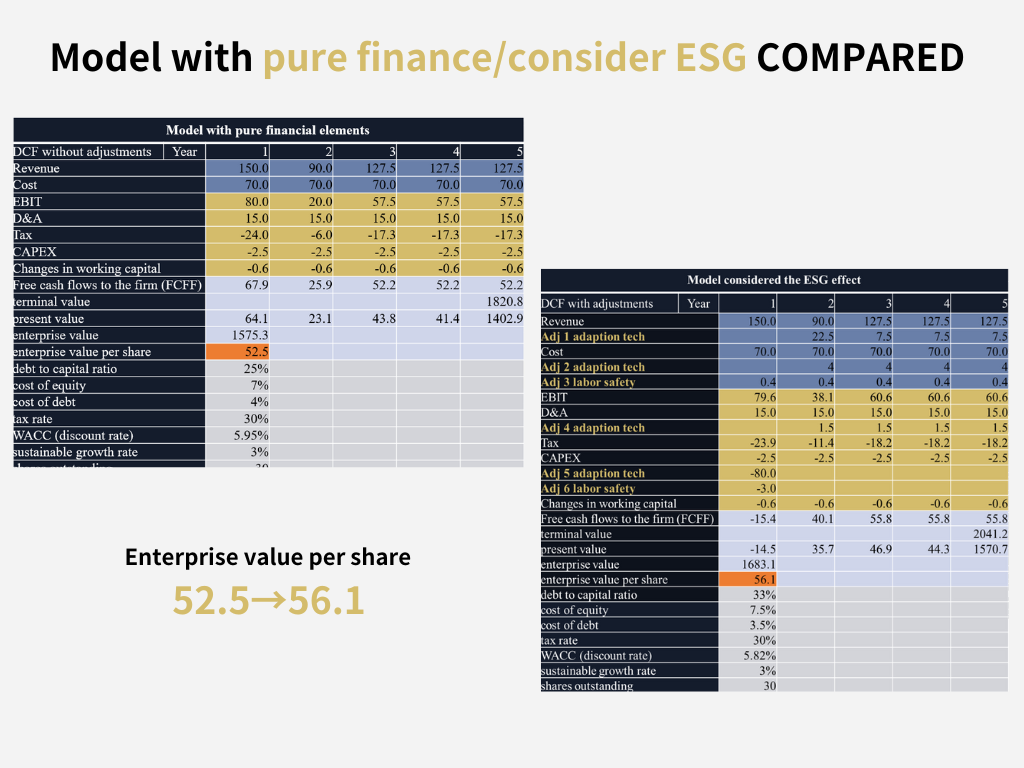 Model with pure finance/consider ESG COMPARED
Model with pure financial elements
DCF without adjustments Year 1 2 3 4 5
Revenue 150.0 90.0 127.5 127.5 127.5
Cost 70.0 70.0 70.0 70.0 70.0
EBIT 80.0 20.0 57.5 57.5 57.5
D&A 15.0 15.0 15.0 15.0 15.0
Tax -24.0 -6.0 -17.3 -17.3 -17.3
CAPEX -2.5 -2.5 -2.5 -2.5 -2.5
Changes in working capital -0.6 -0.6 -0.6 -0.6 -0.6
Free cash flows to the firm (FCFF) 67.9 25.9 52.2 52.2 52.2
terminal value 1820.8
present value 64.1 23.1 43.8 41.4 1402.9
enterprise value 1575.3
enterprise value per share 52.5
debt to capital ratio 25%
cost of equity 7%
cost of debt 4%
tax rate 30%
WACC (discount rate) 5.95%
sustainable growth rate 3%
shares outstanding 30
Model considered the ESG effect
DCF with adjustments Year 1 2 3 4 5
Revenue 150.0 90.0 127.5 127.5 127.5
Adj 1 adaption tech 22.5 7.5 7.5 7.5
Cost 70.0 70.0 70.0 70.0 70.0
Adj 2 adaption tech 4 4 4 4
Adj 3 labor safety 0.4 0.4 0.4 0.4 0.4
EBIT 79.6 38.1 60.6 60.6 60.6
D&A 15.0 15.0 15.0 15.0 15.0
Adj 4 adaption tech 1.5 1.5 1.5 1.5
Tax -23.9 -11.4 -18.2 -18.2 -18.2
CAPEX -2.5 -2.5 -2.5 -2.5 -2.5
Adj 5 adaption tech -80.0
Adj 6 labor safety -3.0
Changes in working capital -0.6 -0.6 -0.6 -0.6 -0.6
Free cash flows to the firm (FCFF) -15.4 40.1 55.8 55.8 55.8
terminal value 2041.2
present value -14.5 35.7 46.9 44.3 1570.7
enterprise value 1683.1
enterprise value per share 56.1
debt to capital ratio 33%
cost of equity 7.5%
cost of debt 3.5%
tax rate 30%
WACC (discount rate) 5.82%
sustainable growth rate 3%
shares outstanding 30
Enterprise value per share
52.5→56.1